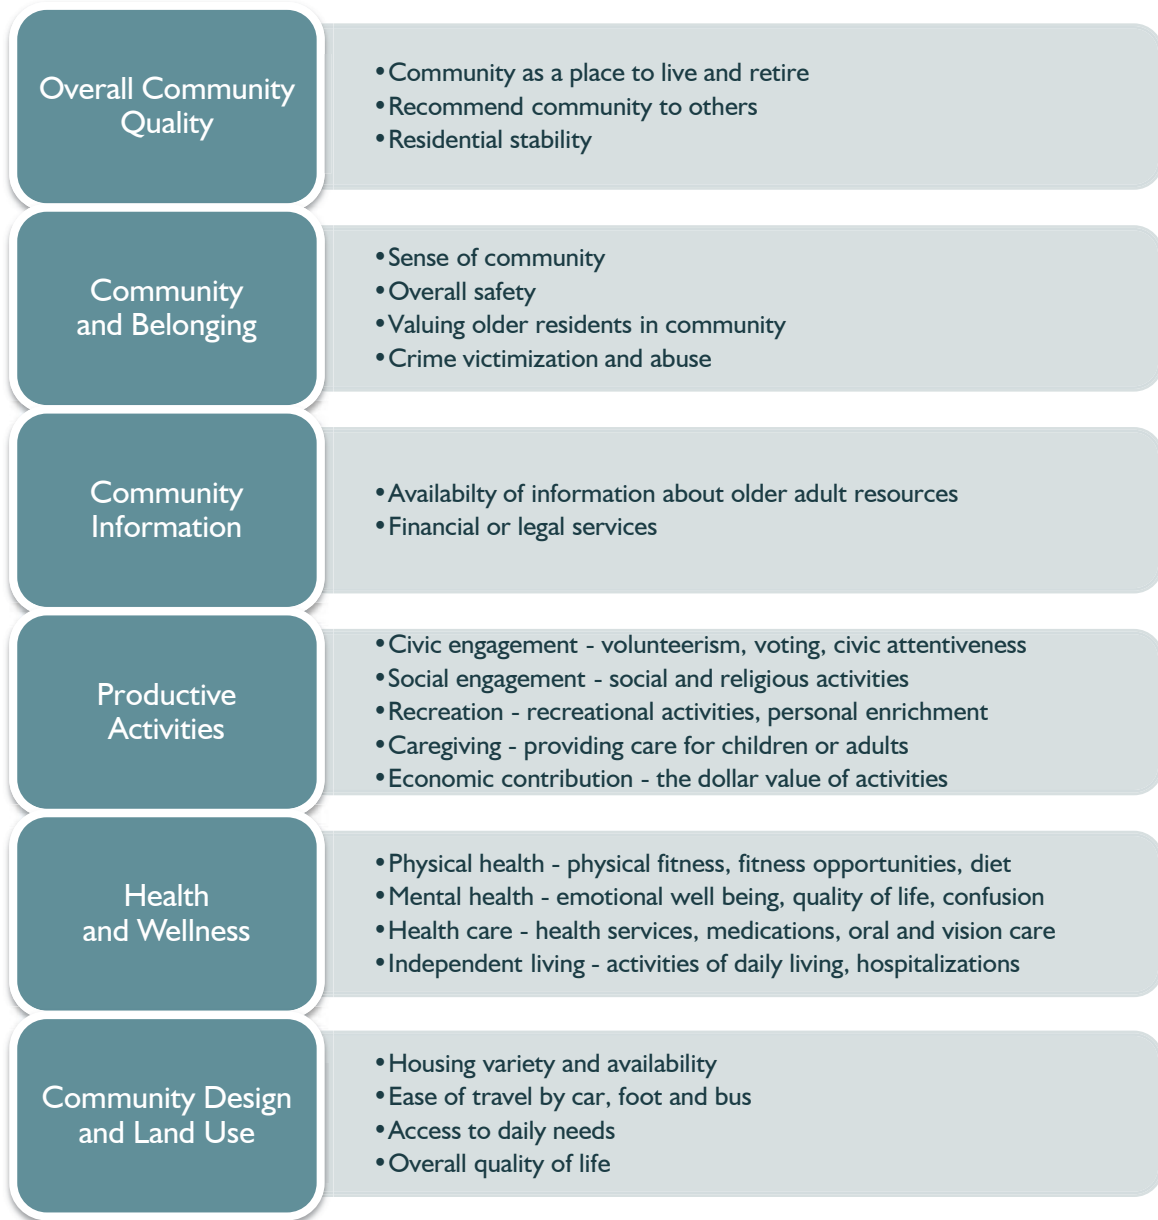 Overall Community
Quality
•Community as a place to live and retire
•Recommend community to others
•Residential stability
Community
and Belonging
•Sense of community
•Overall safety
•Valuing older residents in community
•Crime victimization and abuse
Community
Information
•Availabilty of information about older adult resources
•Financial or legal services
Productive
Activities
•Civic engagement - volunteerism, voting, civic attentiveness
•Social engagement - social and religious activities
•Recreation - recreational activities, personal enrichment
•Caregiving - providing care for children or adults
•Economic contribution - the dollar value of activities
Health
and Wellness
•Physical health - physical fitness, fitness opportunities, diet
•Mental health - emotional well being, quality of life, confusion
•Health care - health services, medications, oral and vision care
•Independent living - activities of daily living, hospitalizations
Community Design
and Land Use
•Housing variety and availability
•Ease of travel by car, foot and bus
•Access to daily needs
•Overall quality of life